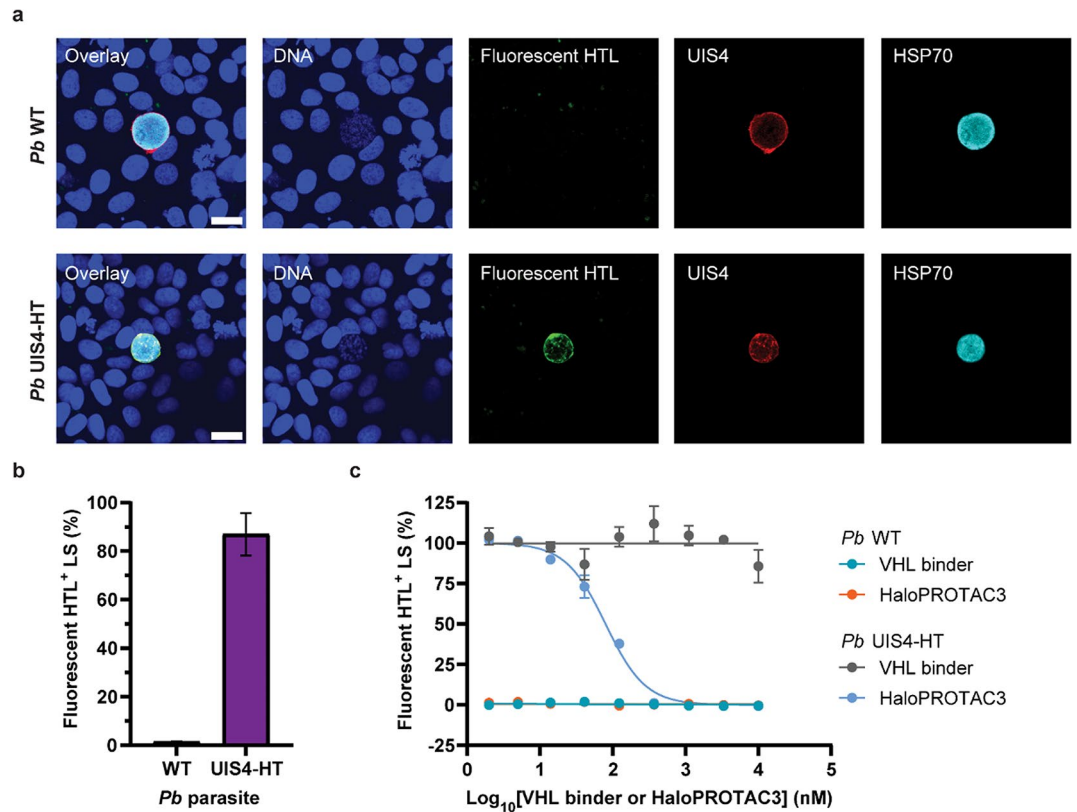 a
Pb WT
Overlay
DNA
Fluorescent HTL
UIS4
HSP70
Pb UIS4-HT
Overlay
DNA
Fluorescent HTL
UIS4
HSP70
b
Fluorescent HTL⁺ LS (%)
100
80
60
40
20
0
WT
UIS4-HT
Pb parasite
c
Fluorescent HTL⁺ LS (%)
125
100
75
50
25
0
-25
0
1
2
3
4
5
Log₁₀[VHL binder or HaloPROTAC3] (nM)
Pb WT
VHL binder
HaloPROTAC3
Pb UIS4-HT
VHL binder
HaloPROTAC3